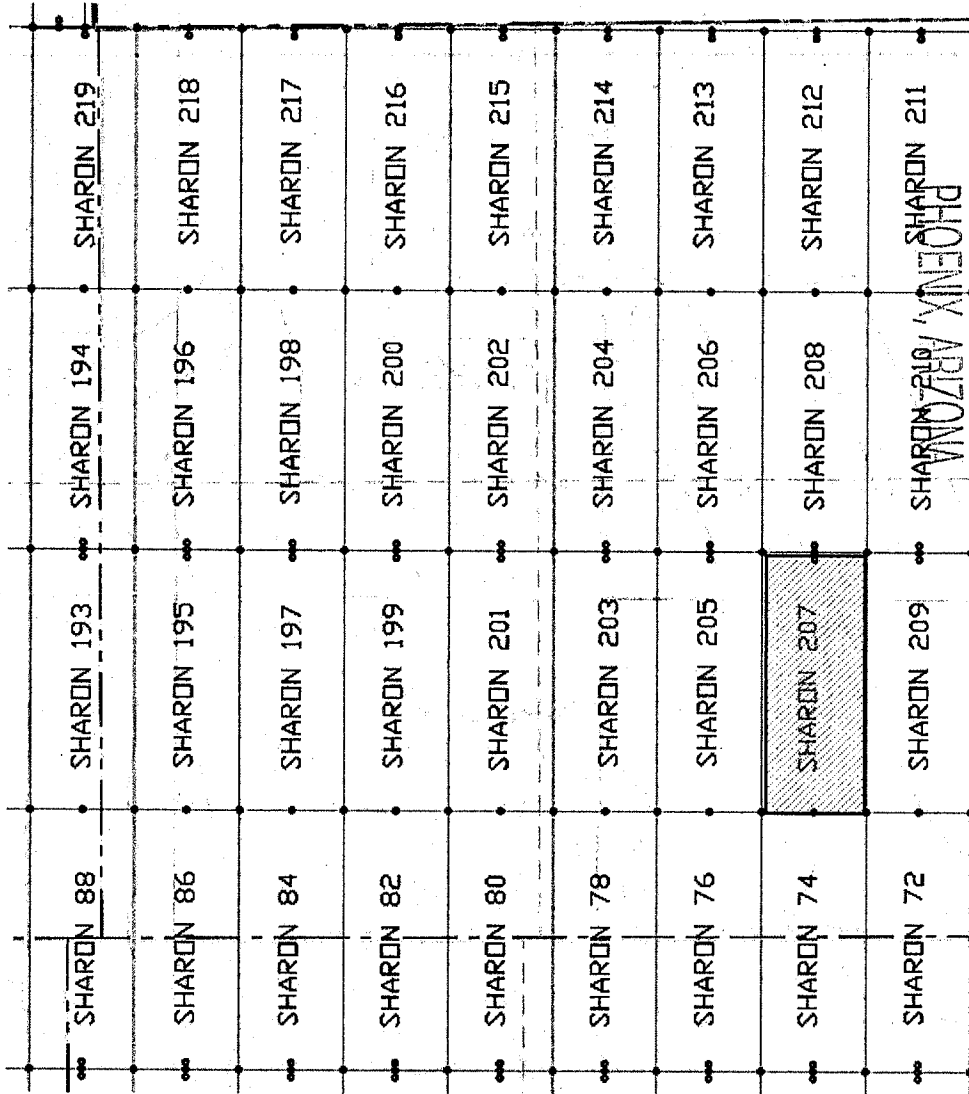 SHARON 219
SHARON 218
SHARON 217
SHARON 216
SHARON 215
SHARON 214
SHARON 213
SHARON 212
SHARON 211
PHOENIX, ARIZONA
SHARON 194
SHARON 196
SHARON 198
SHARON 200
SHARON 202
SHARON 204
SHARON 206
SHARON 208
SHARON 210
SHARON 193
SHARON 195
SHARON 197
SHARON 199
SHARON 201
SHARON 203
SHARON 205
SHARON 207
SHARON 209
SHARON 88
SHARON 86
SHARON 84
SHARON 82
SHARON 80
SHARON 78
SHARON 76
SHARON 74
SHARON 72